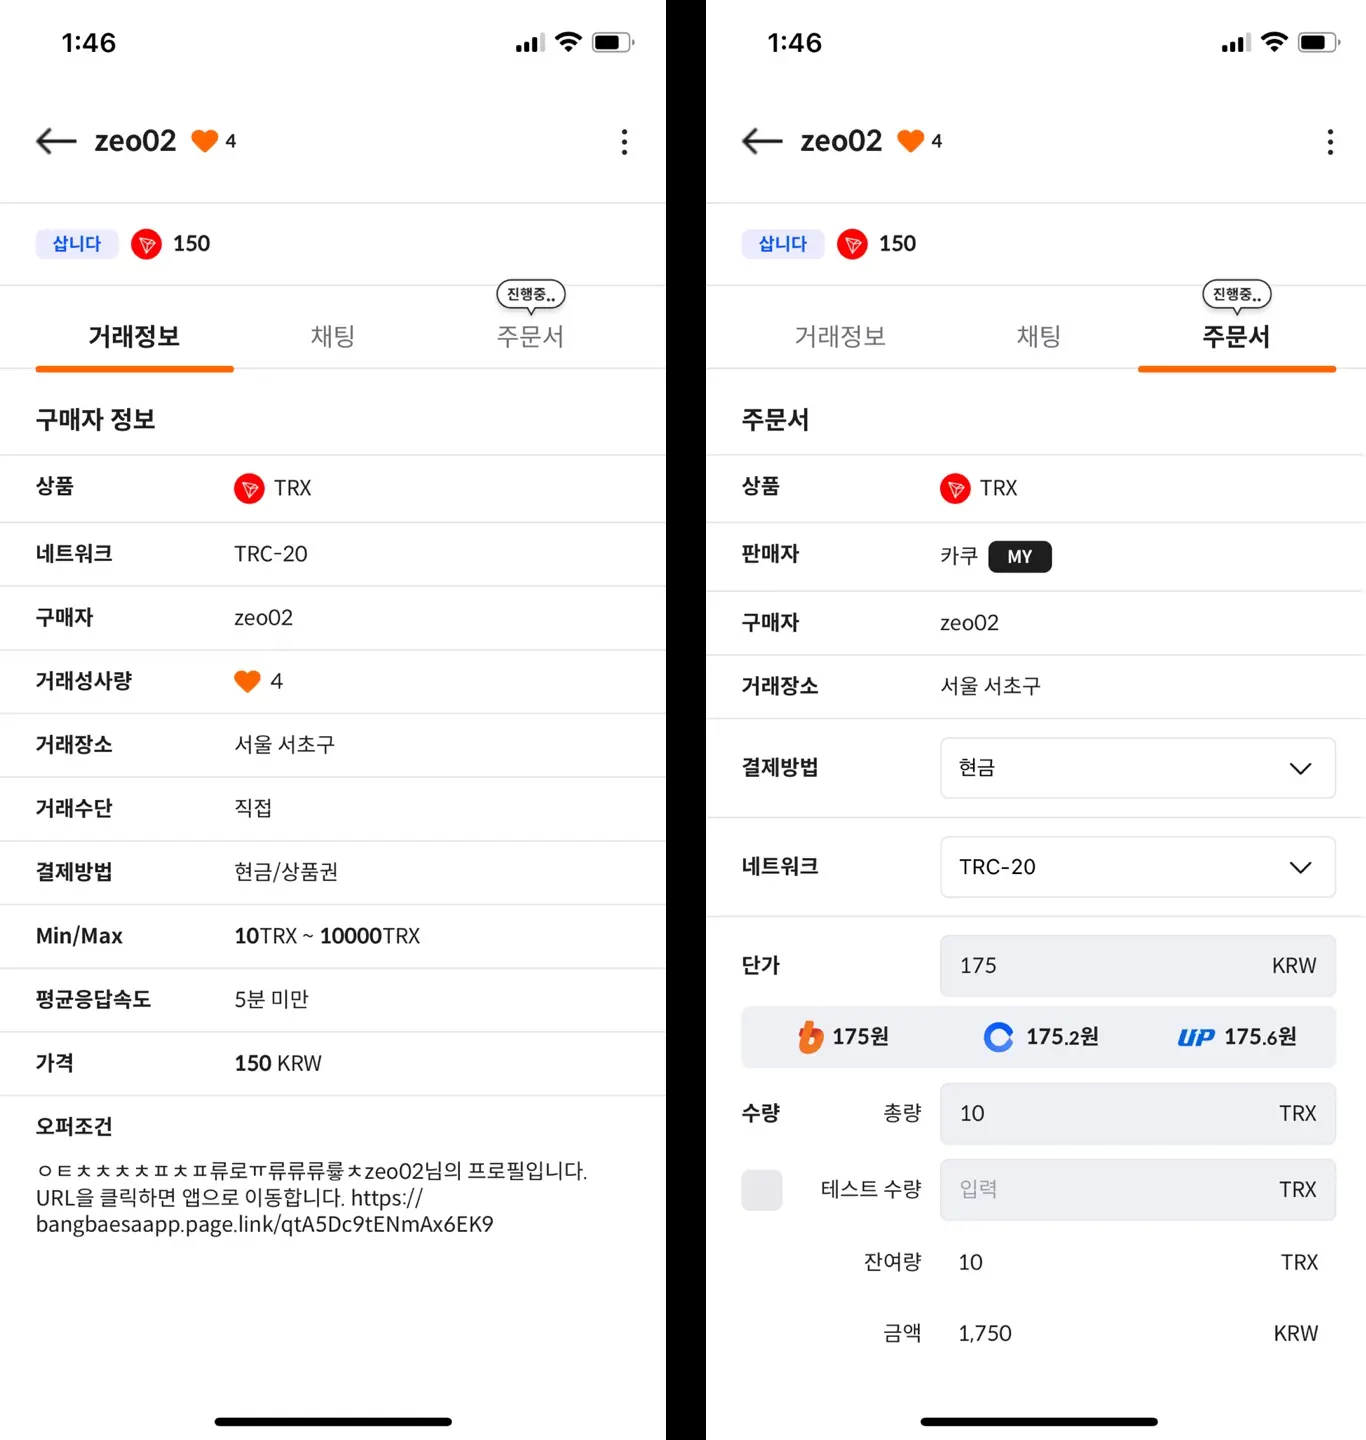 1:46
zeo02 4
삽니다 150
진행중..
거래정보 채팅 주문서
구매자 정보
상품 TRX
네트워크 TRC-20
구매자 zeo02
거래성사량 4
거래장소 서울 서초구
거래수단 직접
결제방법 현금/상품권
Min/Max 10TRX ~ 10000TRX
평균응답속도 5분 미만
가격 150 KRW
오퍼조건
ㅇㅌㅊㅊㅊㅊㅍㅊㅍ류로ㅠ류류류룧ㅊzeo02님의 프로필입니다.
URL을 클릭하면 앱으로 이동합니다. https://
bangbaesaapp.page.link/qtA5Dc9tENmAx6EK9
1:46
zeo02 4
삽니다 150
진행중..
거래정보 채팅 주문서
주문서
상품 TRX
판매자 카쿠 MY
구매자 zeo02
거래장소 서울 서초구
결제방법 현금
네트워크 TRC-20
단가 175 KRW
175원 175.2원 UP 175.6원
수량 총량 10 TRX
테스트 수량 입력 TRX
잔여량 10 TRX
금액 1,750 KRW